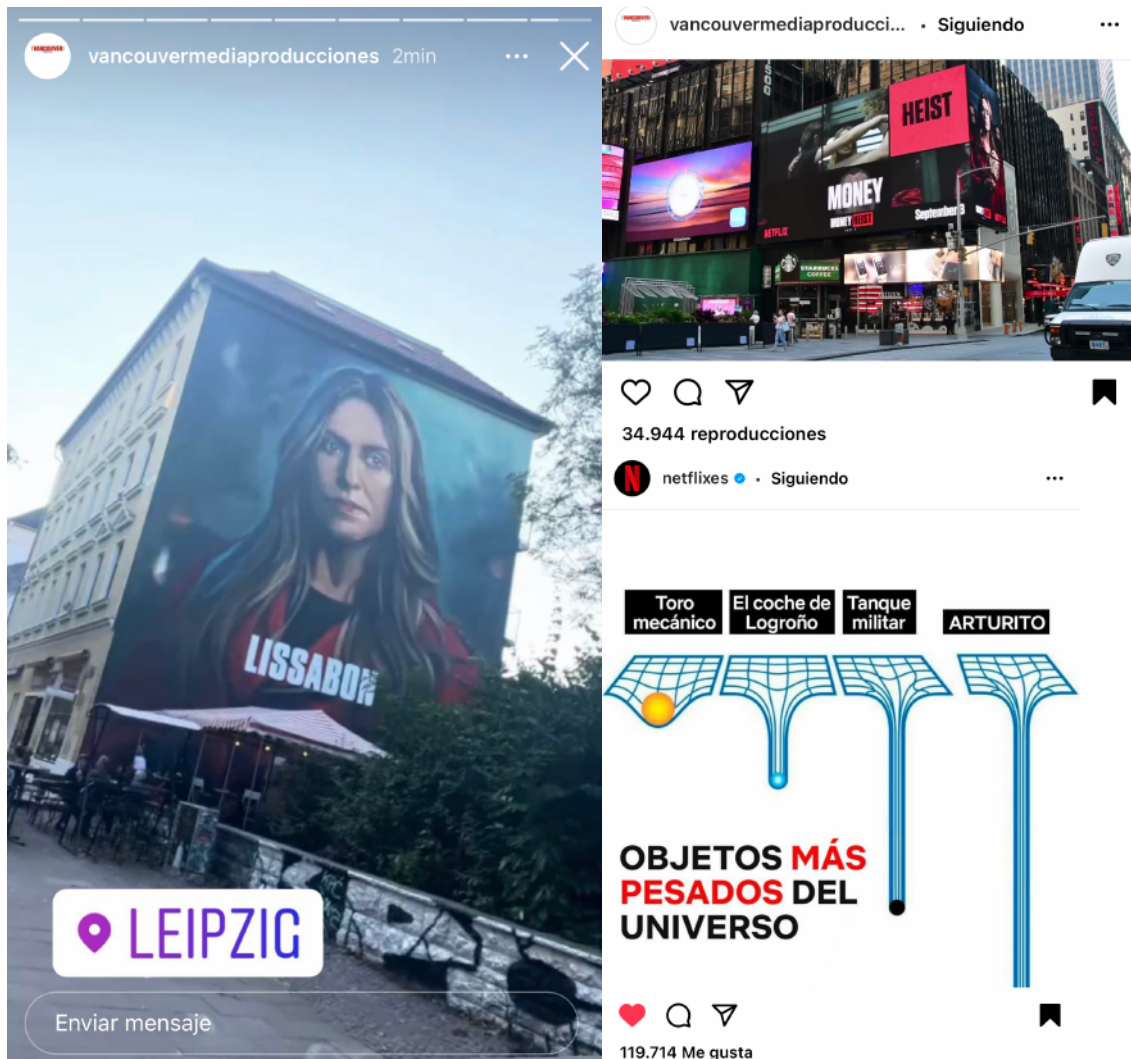 vancouvermediaproducciones 2min
LISSABON
LEIPZIG
Enviar mensaje
vancouvermediaproducci... • Siguiendo
HEIST
MONEY
MONEY HEIST
September 3
NETFLIX
STARBUCKS
COFFEE
34.944 reproducciones
netflixes • Siguiendo
Toro mecánico
El coche de Logroño
Tanque militar
ARTURITO
OBJETOS MÁS
PESADOS DEL
UNIVERSO
119.714 Me gusta